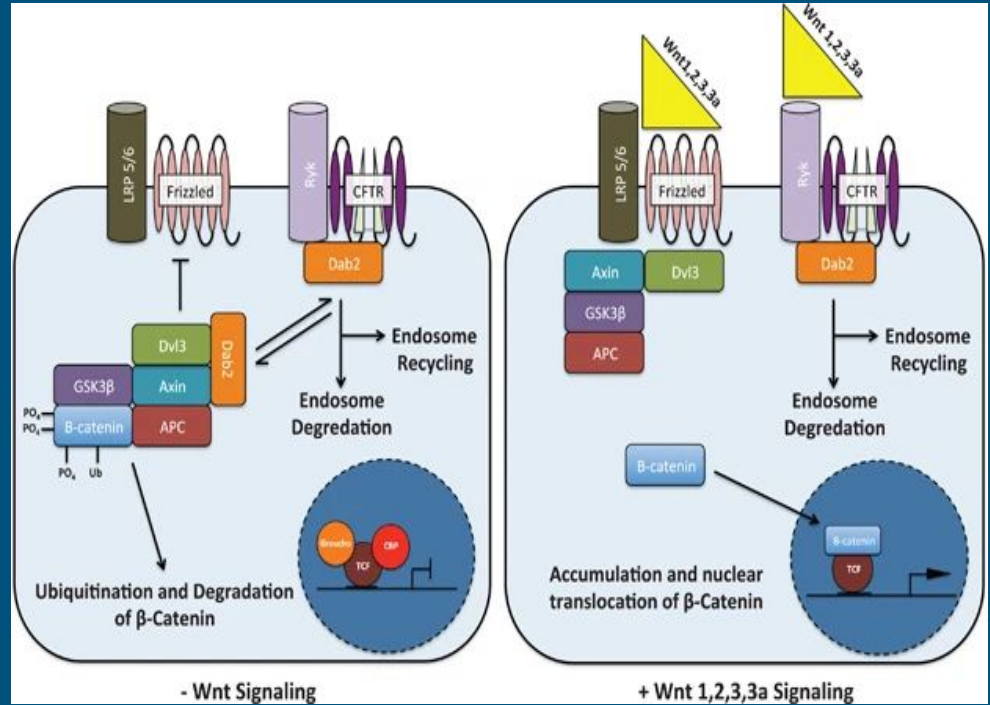 LRP 5/6
Frizzled
Ryk
CFTR
Dab2
Endosome
Recycling
Endosome
Degredation
Dvl3
Dab2
GSK3β
Axin
PO4
PO4
B-catenin
APC
PO4
Ub
Groucho
CBP
TCF
Ubiquitination and Degradation
of β-Catenin
- Wnt Signaling
Wnt1,2,3,3a
Wnt 1,2,3,3a
LRP 5/6
Frizzled
Ryk
CFTR
Axin
Dvl3
Dab2
GSK3β
APC
Endosome
Recycling
Endosome
Degredation
B-catenin
B-catenin
TCF
Accumulation and nuclear
translocation of β-Catenin
+ Wnt 1,2,3,3a Signaling